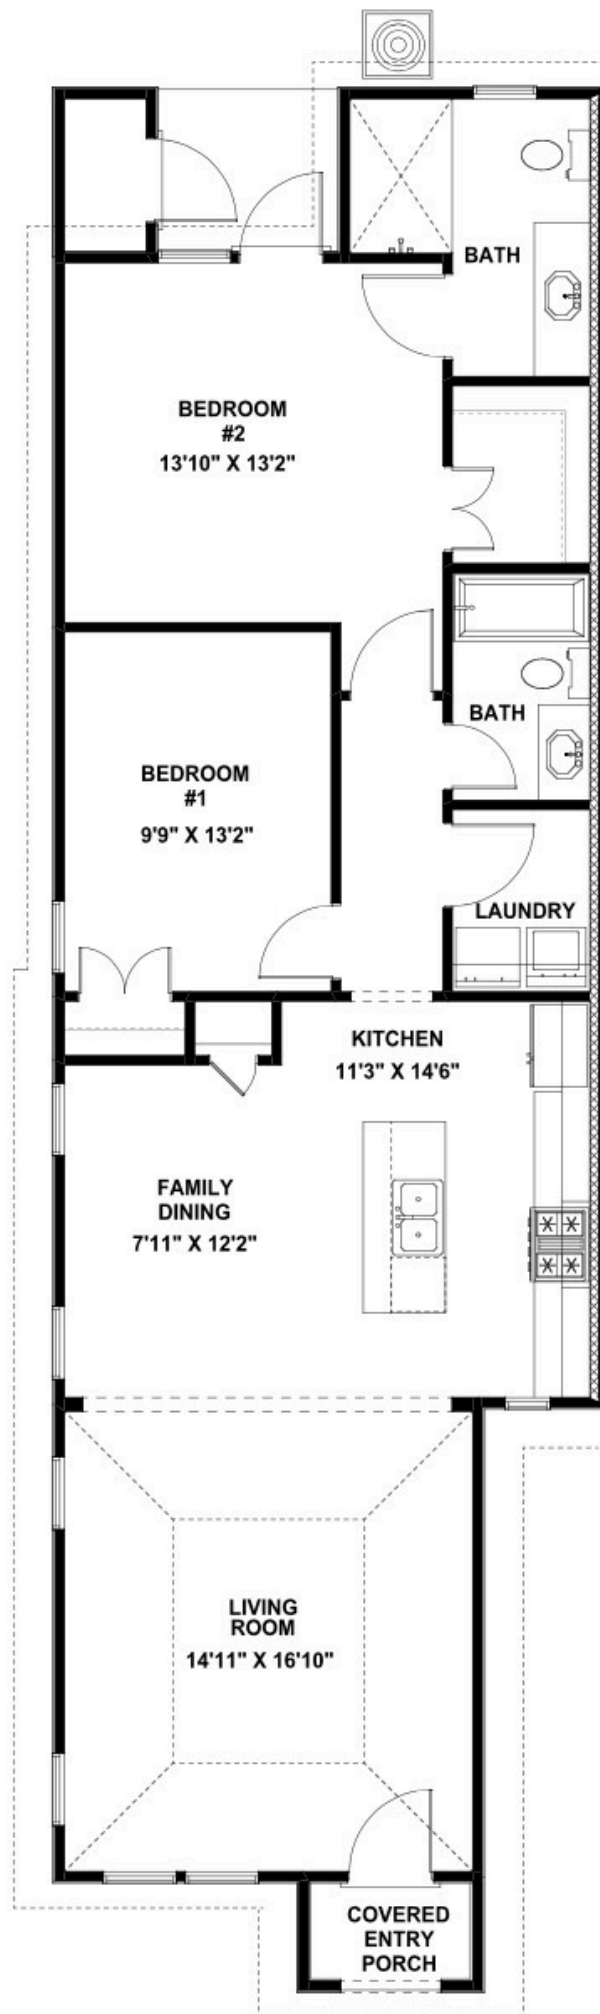 BATH
BEDROOM
#2
13'10" X 13'2"
BATH
BEDROOM
#1
9'9" X 13'2"
LAUNDRY
KITCHEN
11'3" X 14'6"
FAMILY
DINING
7'11" X 12'2"
LIVING
ROOM
14'11" X 16'10"
COVERED
ENTRY
PORCH